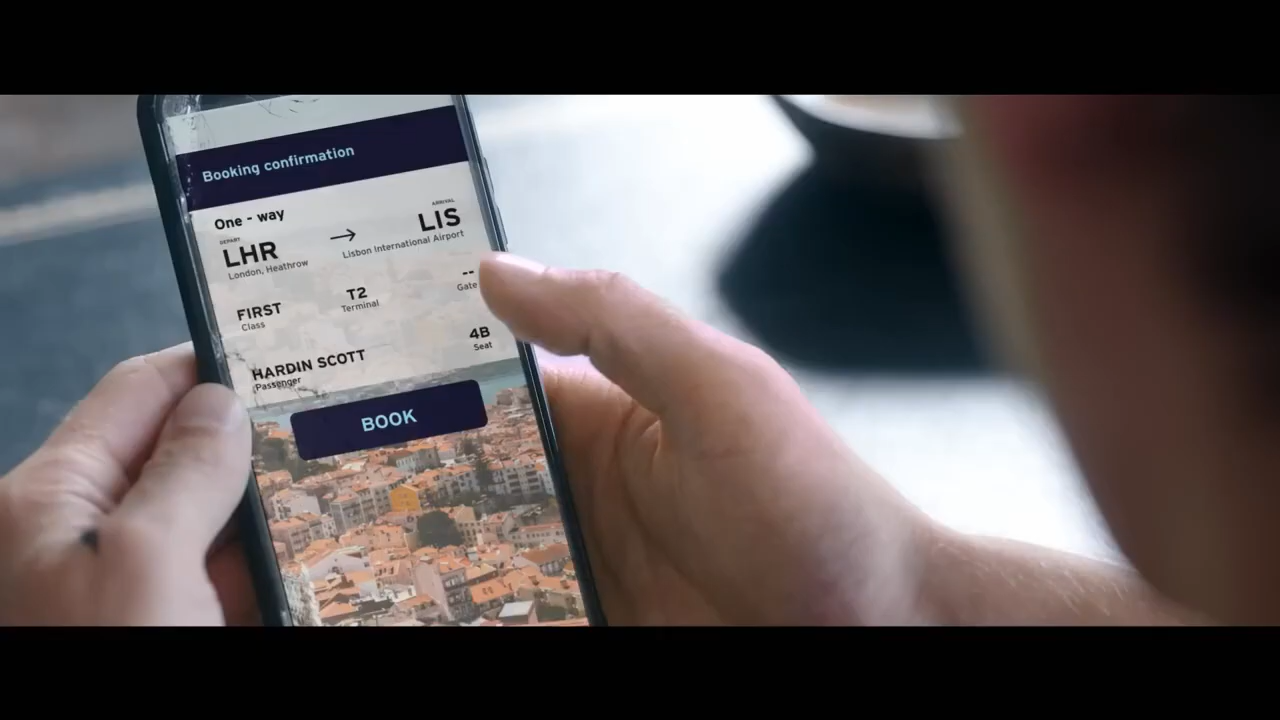 Booking confirmation
One - way
DEPART
LHR
London, Heathrow
→
ARRIVAL
LIS
Lisbon International Airport
FIRST
Class
T2
Terminal
--
Gate
HARDIN SCOTT
Passenger
4B
Seat
BOOK